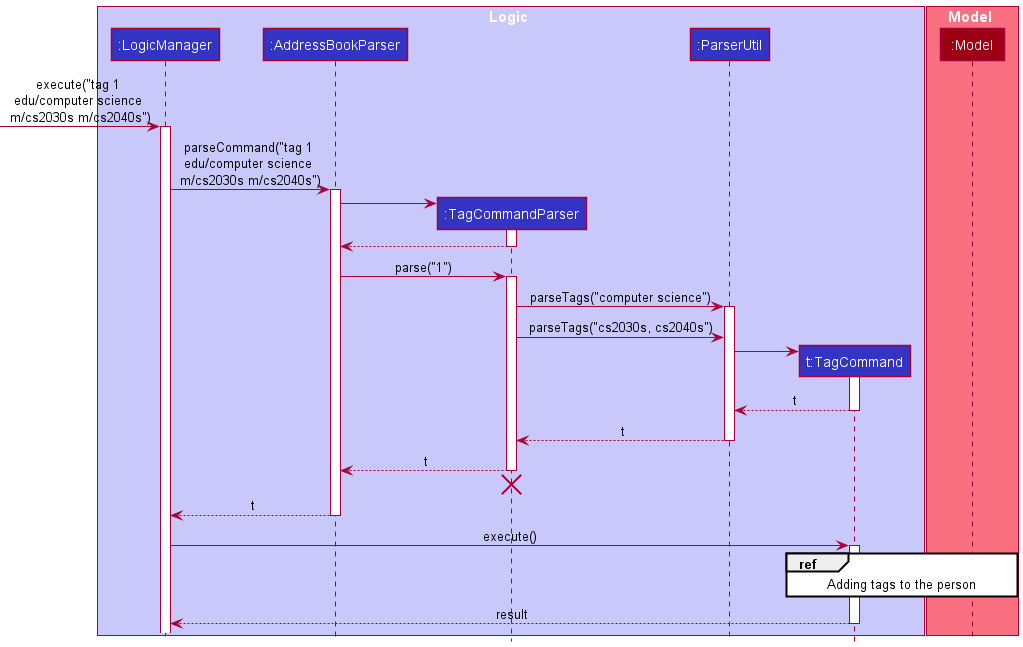 Logic
Model
:LogicManager
:AddressBookParser
:ParserUtil
:Model
execute("tag 1
edu/computer science
m/cs2030s m/cs2040s")
parseCommand("tag 1
edu/computer science
m/cs2030s m/cs2040s")
:TagCommandParser
parse("1")
parseTags("computer science")
parseTags("cs2030s, cs2040s")
t:TagCommand
t
t
t
t
execute()
ref
Adding tags to the person
result